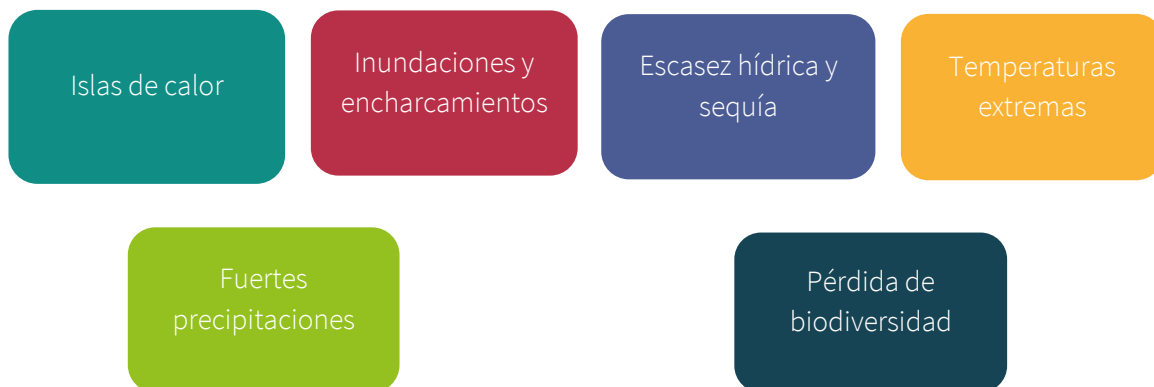 Islas de calor
Inundaciones y
encharcamientos
Escasez hídrica y
sequía
Temperaturas
extremas
Fuertes
precipitaciones
Pérdida de
biodiversidad